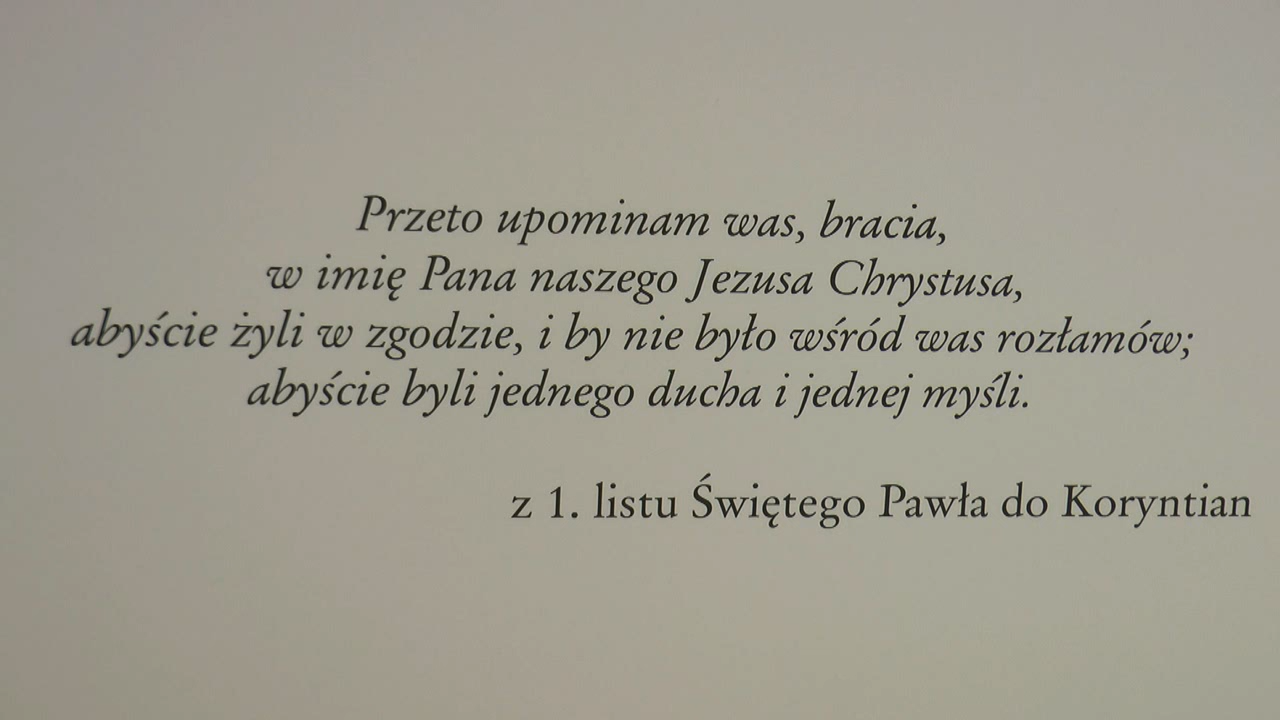 Przeto upominam was, bracia,
w imię Pana naszego Jezusa Chrystusa,
abyście żyli w zgodzie, i by nie było wśród was rozłamów;
abyście byli jednego ducha i jednej myśli.
z 1. listu Świętego Pawła do Koryntian